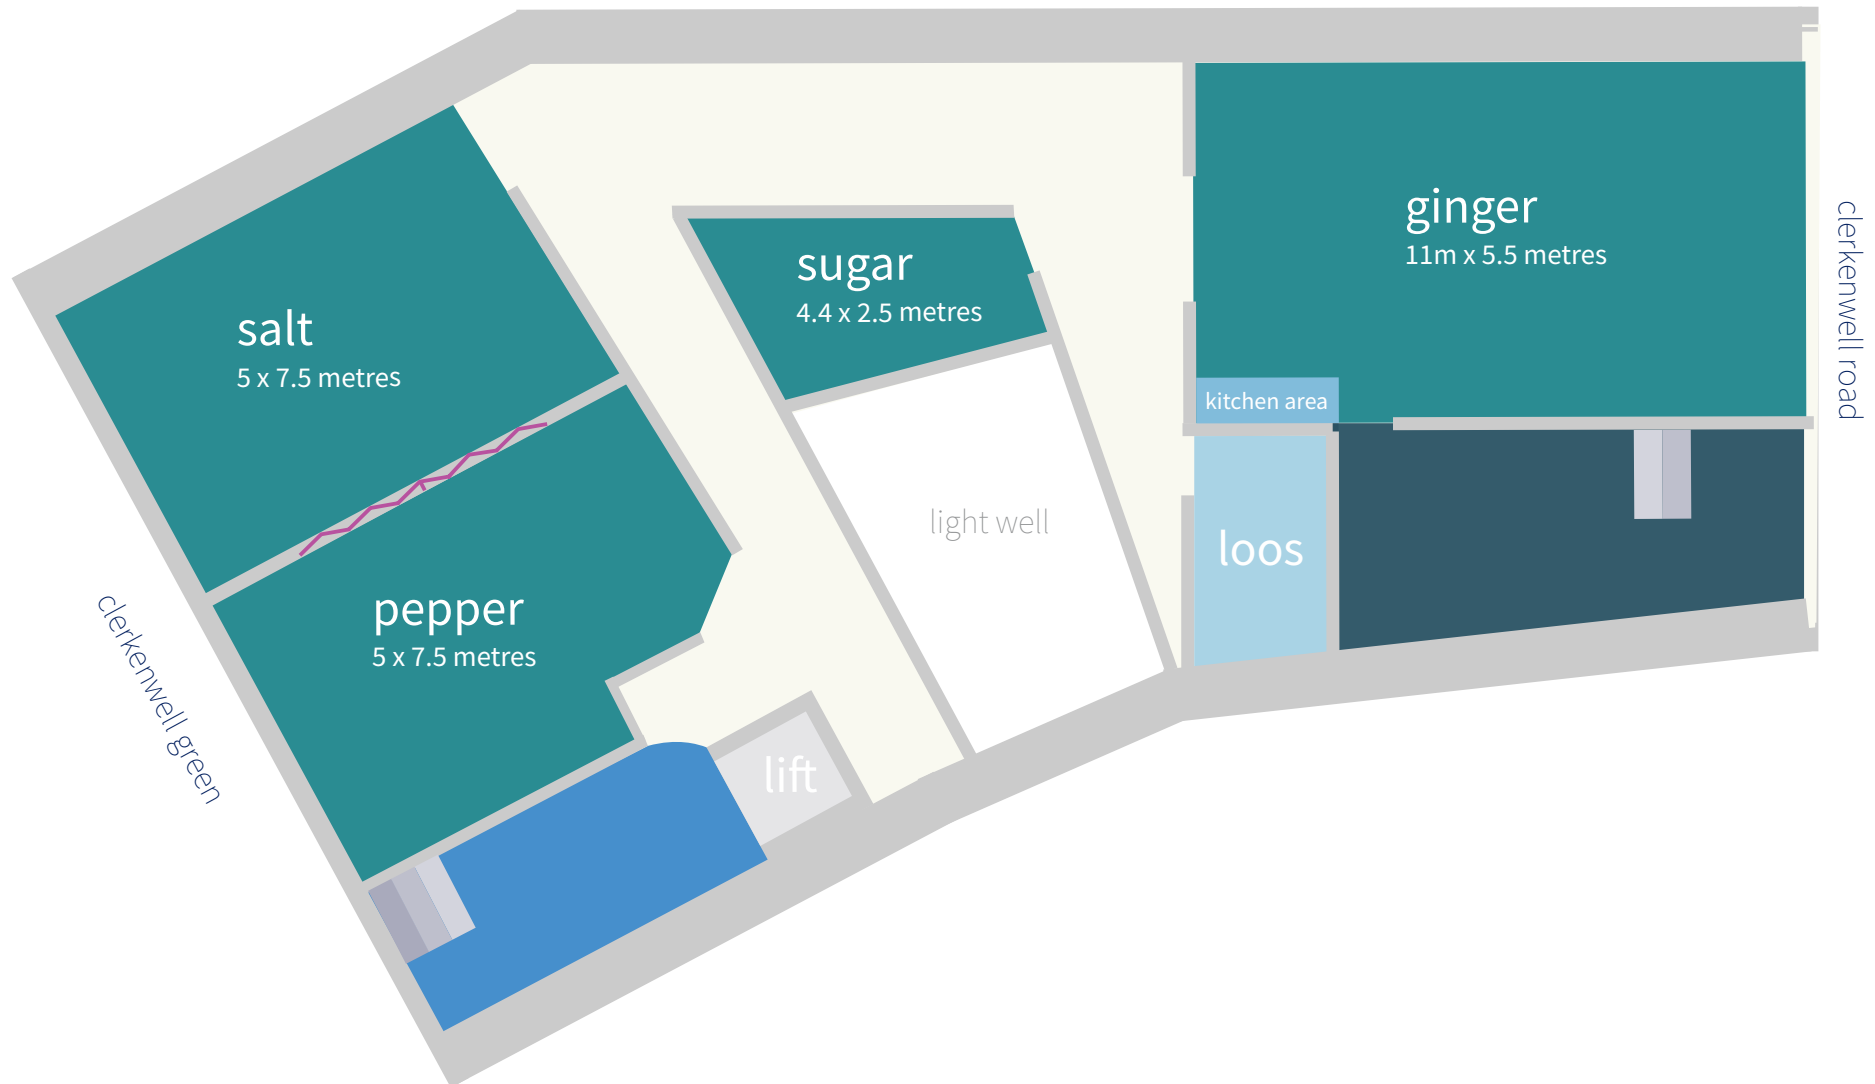 salt
5 x 7.5 metres
pepper
5 x 7.5 metres
sugar
4.4 x 2.5 metres
light well
lift
ginger
11m x 5.5 metres
kitchen area
loos
clerkenwell green
clerkenwell road